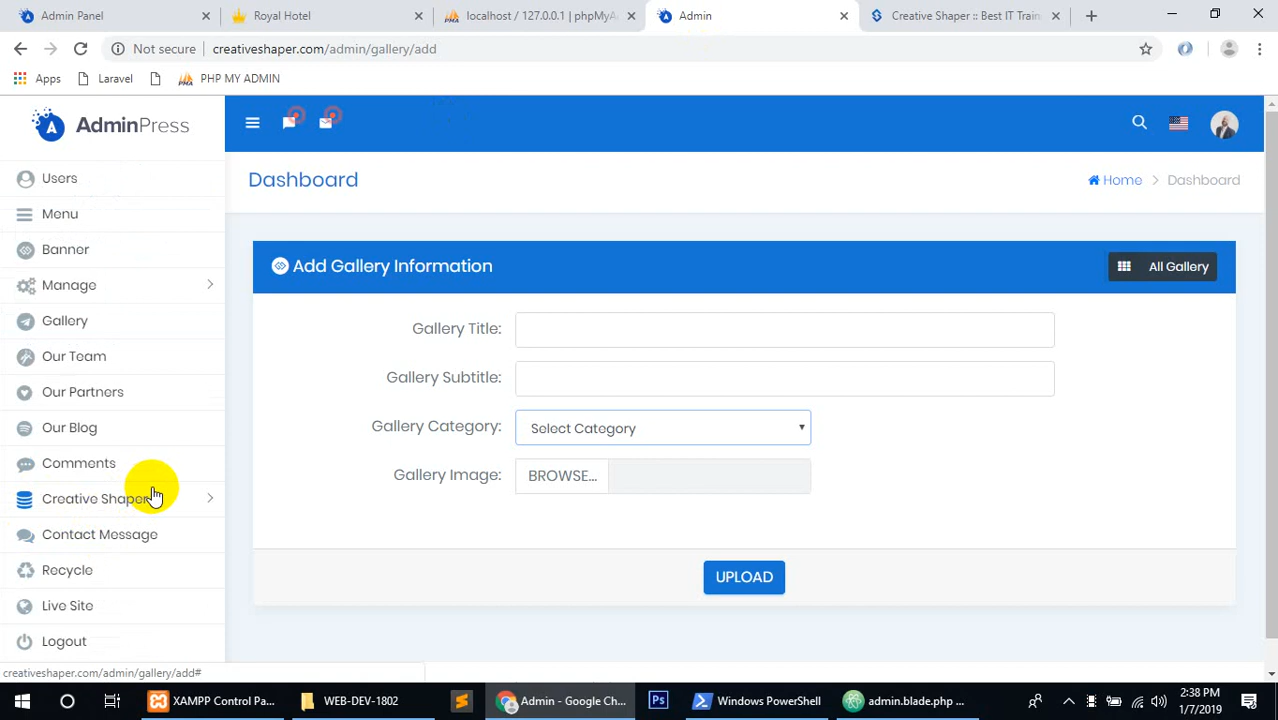 Admin Panel
Royal Hotel
localhost / 127.0.0.1 | phpMyA
Admin
Creative Shaper :: Best IT Train
Not secure
creativeshaper.com/admin/gallery/add
Apps
Laravel
PHP MY ADMIN
AdminPress
Users
Menu
Banner
Manage
Gallery
Our Team
Our Partners
Our Blog
Comments
Creative Shaper
Contact Message
Recycle
Live Site
Logout
Dashboard
Home > Dashboard
Add Gallery Information
All Gallery
Gallery Title:
Gallery Subtitle:
Gallery Category:
Select Category
Gallery Image:
BROWSE...
UPLOAD
creativeshaper.com/admin/gallery/add#
XAMPP Control Pa...
WEB-DEV-1802
Admin - Google Ch...
Windows PowerShell
admin.blade.php ...
2:38 PM
1/7/2019